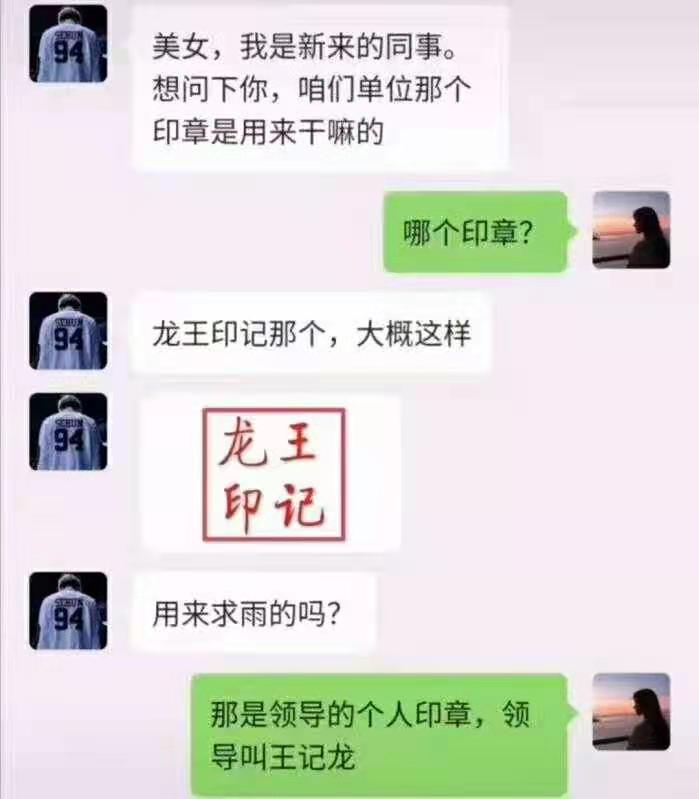 SEHUN
94
美女，我是新来的同事。
想问下你，咱们单位那个
印章是用来干嘛的
哪个印章？
SEHUN
94
龙王印记那个，大概这样
SEHUN
94
龙王
印记
SEHUN
94
用来求雨的吗？
那是领导的个人印章，领
导叫王记龙